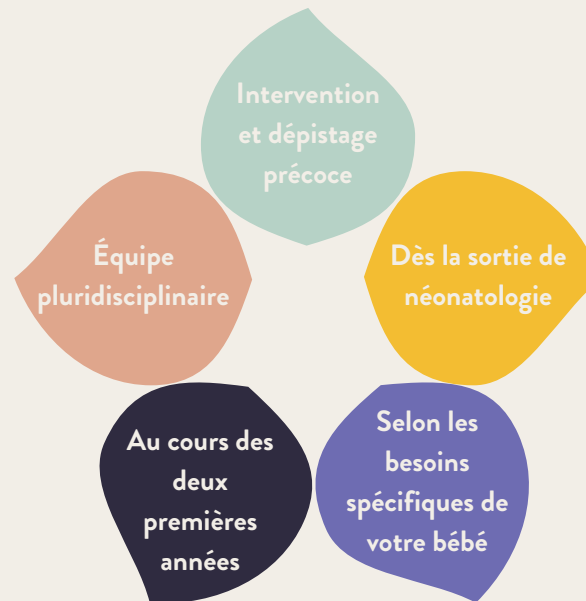 Intervention
et dépistage
précoce
Équipe
pluridisciplinaire
Dès la sortie de
néonatologie
Au cours des
deux
premières
années
Selon les
besoins
spécifiques de
votre bébé